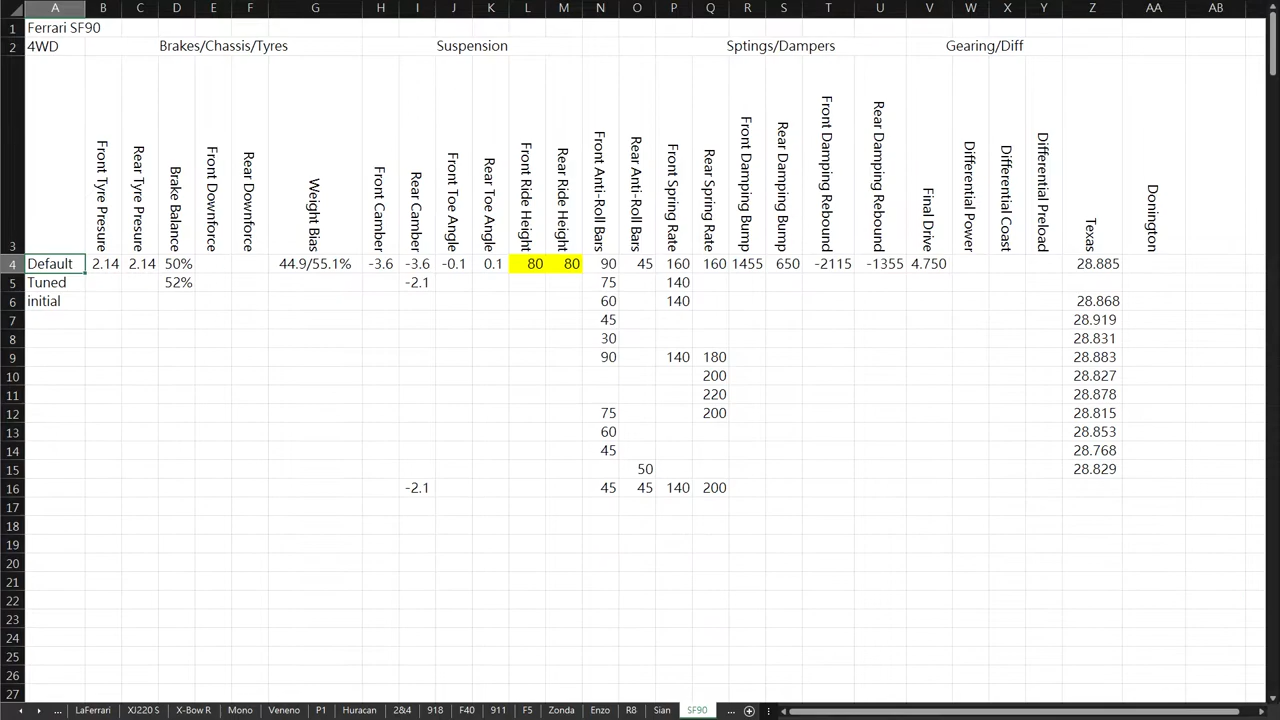 A B C D E F G H I J K L M N O P Q R S T U V W X Y Z AA AB
1 Ferrari SF90
2 4WD Brakes/Chassis/Tyres Suspension Sptings/Dampers Gearing/Diff
3 Front Tyre Presure Rear Tyre Presure Brake Balance Front Downforce Rear Downforce Weight Bias Front Camber Rear Camber Front Toe Angle Rear Toe Angle Front Ride Height Rear Ride Height Front Anti-Roll Bars Rear Anti-Roll Bars Front Spring Rate Rear Spring Rate Front Damping Bump Rear Damping Bump Front Damping Rebound Rear Damping Rebound Final Drive Differential Power Differential Coast Differential Preload Texas Donington
4 Default 2.14 2.14 50% 44.9/55.1% -3.6 -3.6 -0.1 0.1 80 80 90 45 160 160 1455 650 -2115 -1355 4.750 28.885
5 Tuned 52% -2.1 75 140
6 initial 60 140 28.868
7 45 28.919
8 30 28.831
9 90 140 180 28.883
10 200 28.827
11 220 28.878
12 75 200 28.815
13 60 28.853
14 45 28.768
15 50 28.829
16 -2.1 45 45 140 200
17
18
19
20
21
22
23
24
25
26
27
... LaFerrari XJ220 S X-Bow R Mono Veneno P1 Huracan 2&4 918 F40 911 F5 Zonda Enzo R8 Sian SF90 ...